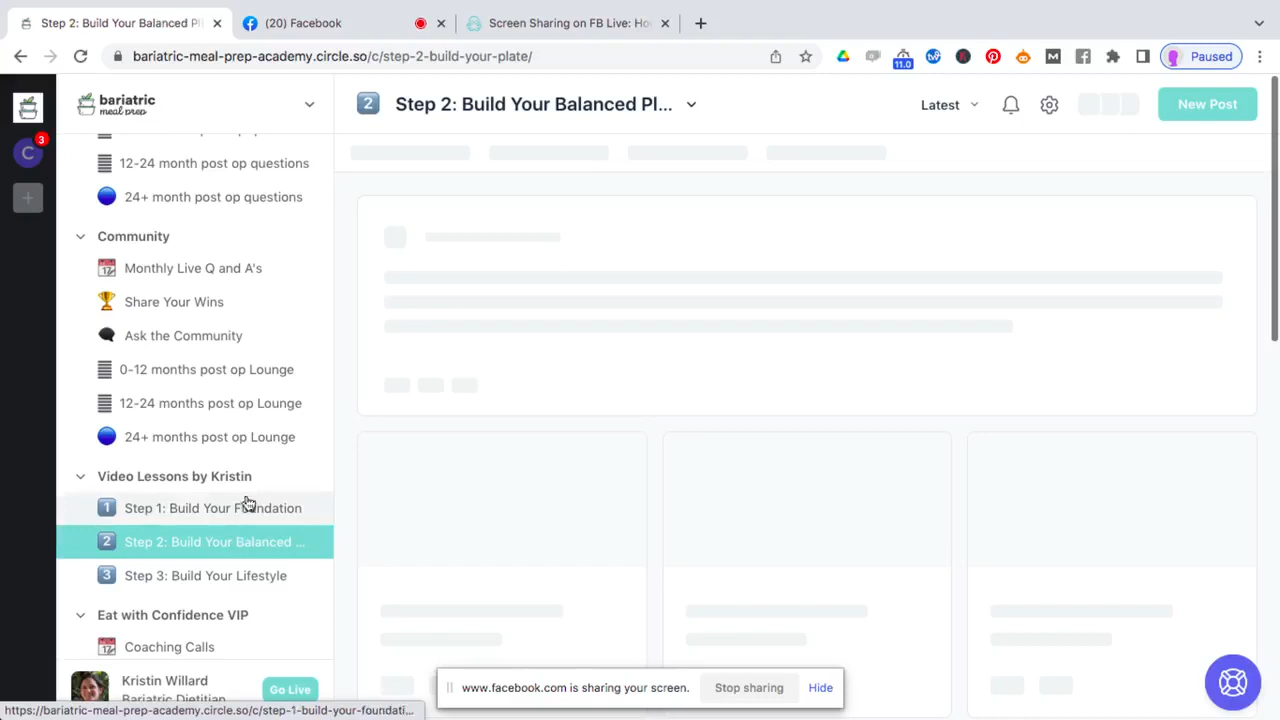 Step 2: Build Your Balanced Pl
(20) Facebook
Screen Sharing on FB Live: Ho
bariatric-meal-prep-academy.circle.so/c/step-2-build-your-plate/
11.0
Paused
bariatric
meal prep
2 Step 2: Build Your Balanced Pl...
Latest
New Post
C 3
12-24 month post op questions
24+ month post op questions
Community
17 Monthly Live Q and A's
Share Your Wins
Ask the Community
0-12 months post op Lounge
12-24 months post op Lounge
24+ months post op Lounge
Video Lessons by Kristin
1 Step 1: Build Your Foundation
2 Step 2: Build Your Balanced ...
3 Step 3: Build Your Lifestyle
Eat with Confidence VIP
17 Coaching Calls
Kristin Willard
Bariatric Dietitian
Go Live
www.facebook.com is sharing your screen.
Stop sharing
Hide
https://bariatric-meal-prep-academy.circle.so/c/step-1-build-your-foundati...